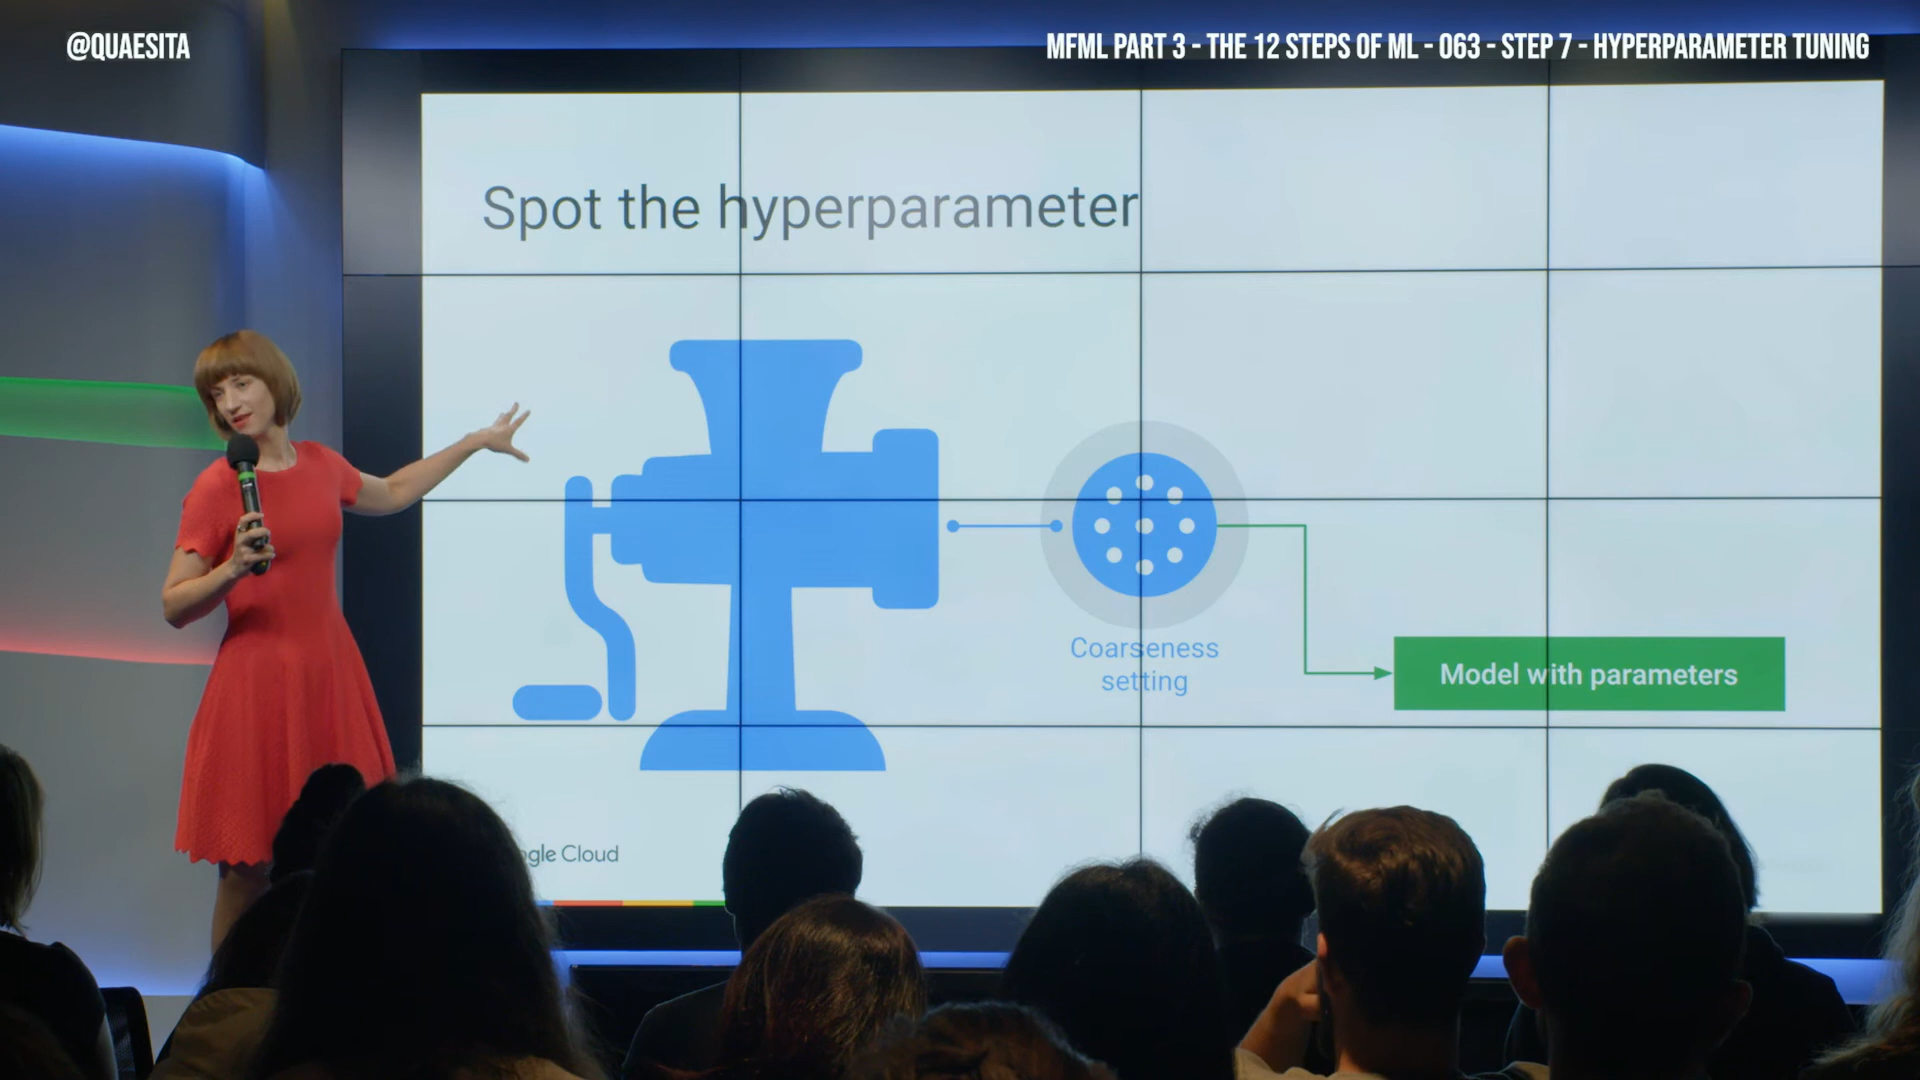 @QUAESITA
MFML PART 3 - THE 12 STEPS OF ML - 063 - STEP 7 - HYPERPARAMETER TUNING
Spot the hyperparameter
Coarseness
setting
Model with parameters
Cloud